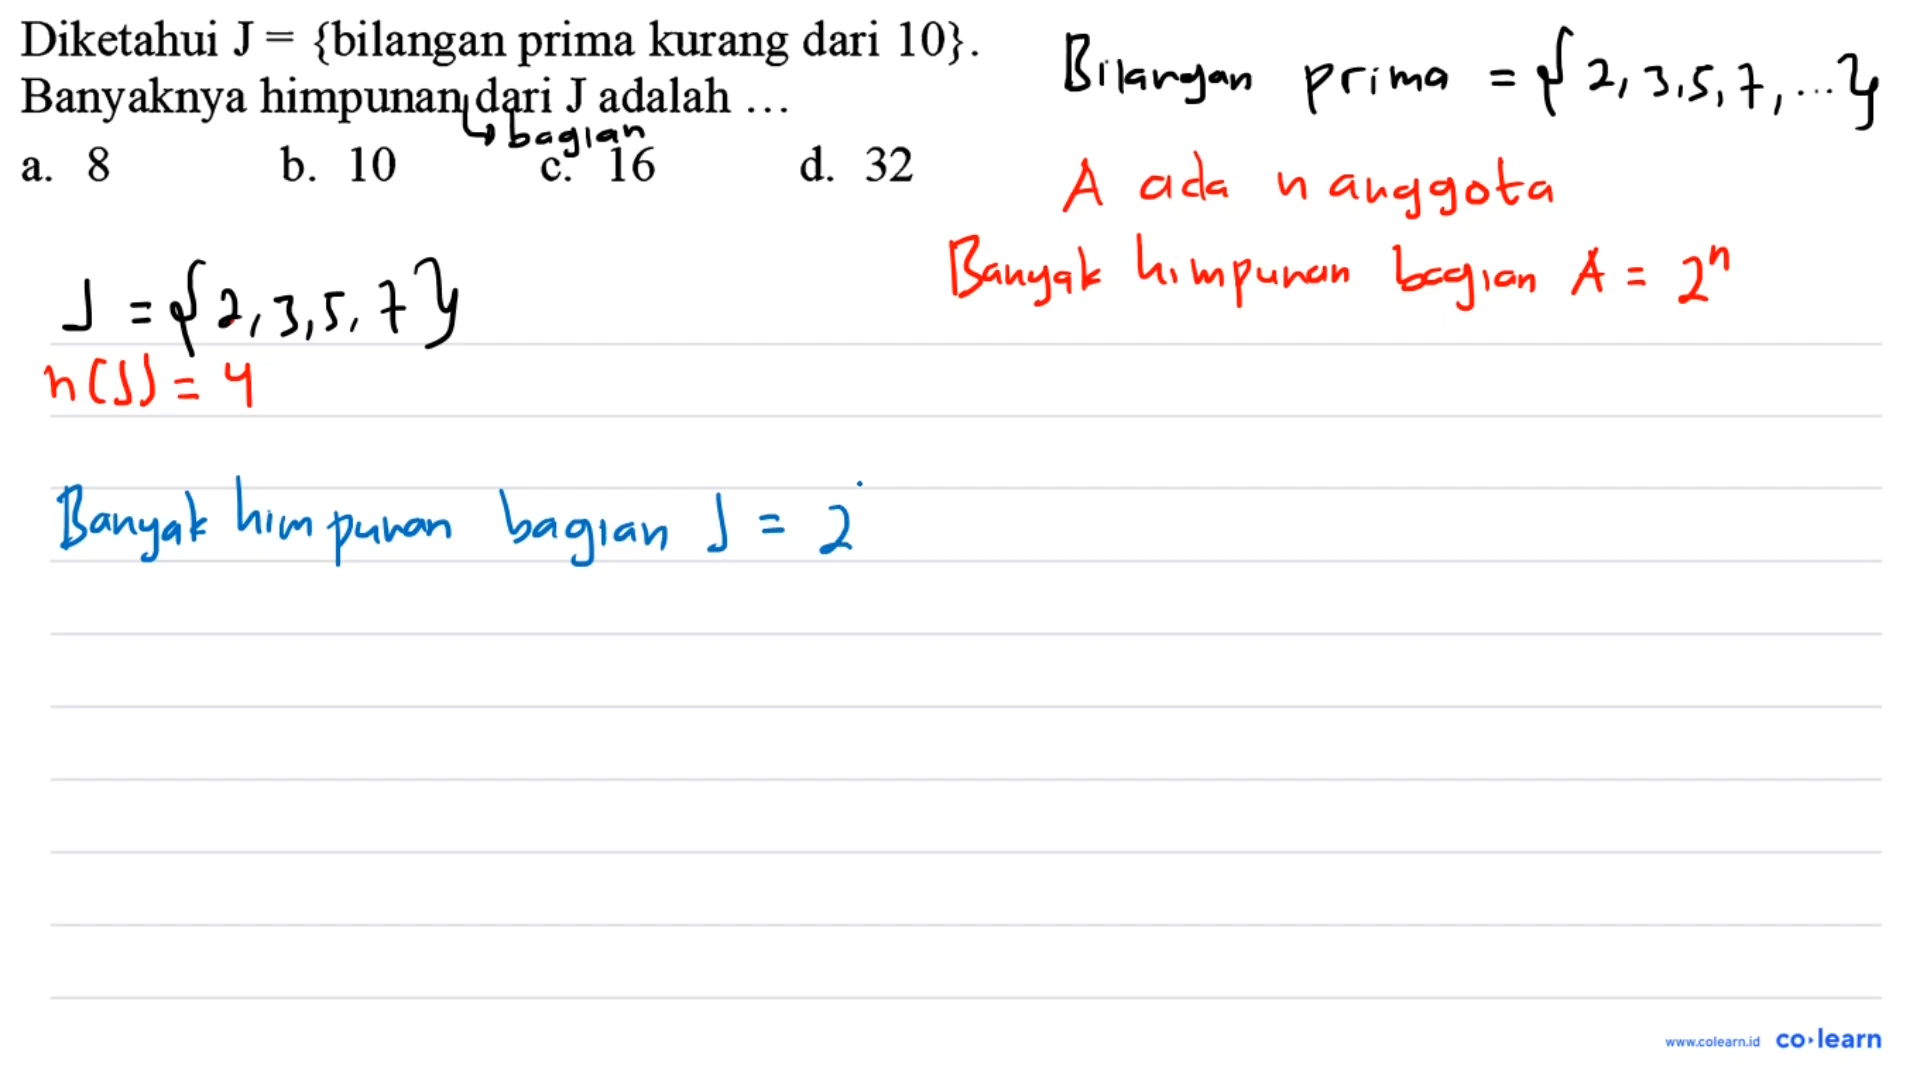 Diketahui J = {bilangan prima kurang dari 10}.
Banyaknya himpunan dari J adalah ...
↳ bagian
a. 8 b. 10 c. 16 d. 32
Bilangan prima = {2, 3, 5, 7, ...}
A ada n anggota
Banyak himpunan bagian A = 2ⁿ
J = {2, 3, 5, 7}
n(J) = 4
Banyak himpunan bagian J = 2
www.colearn.id co‣learn